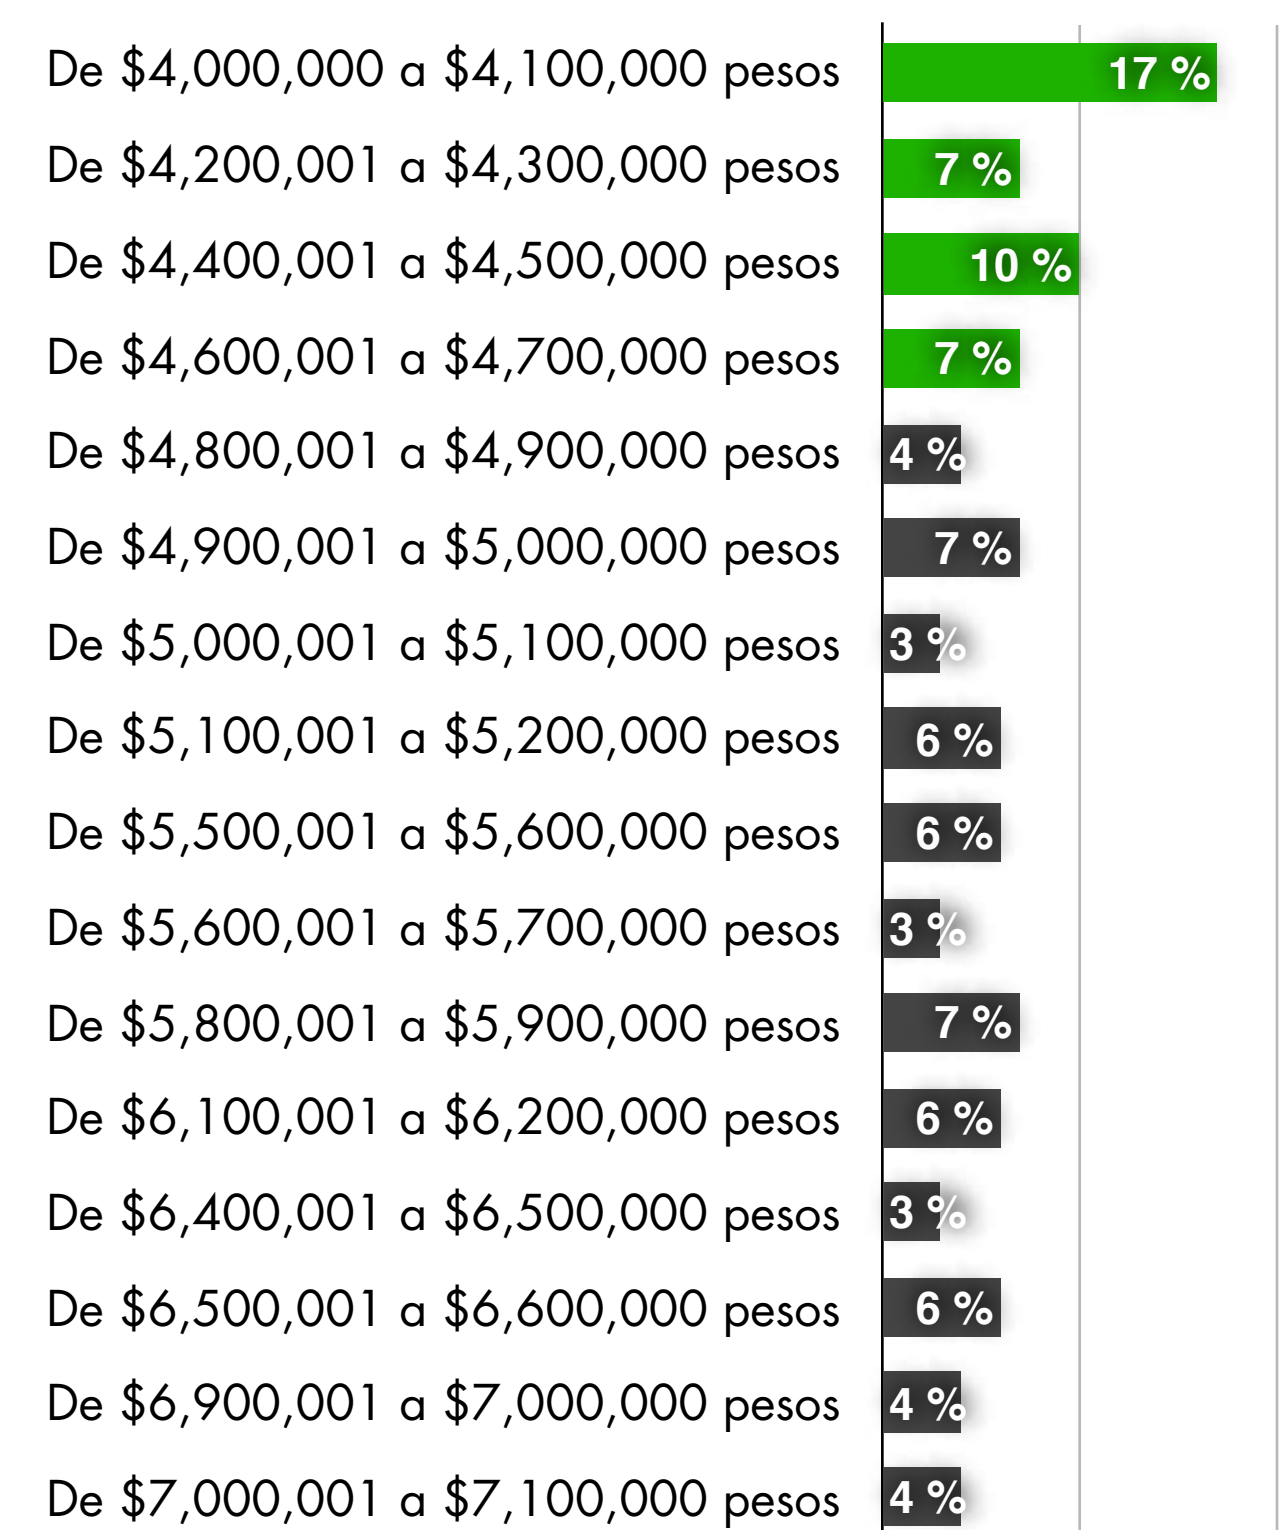 De $4,000,000 a $4,100,000 pesos 17 %
De $4,200,001 a $4,300,000 pesos 7 %
De $4,400,001 a $4,500,000 pesos 10 %
De $4,600,001 a $4,700,000 pesos 7 %
De $4,800,001 a $4,900,000 pesos 4 %
De $4,900,001 a $5,000,000 pesos 7 %
De $5,000,001 a $5,100,000 pesos 3 %
De $5,100,001 a $5,200,000 pesos 6 %
De $5,500,001 a $5,600,000 pesos 6 %
De $5,600,001 a $5,700,000 pesos 3 %
De $5,800,001 a $5,900,000 pesos 7 %
De $6,100,001 a $6,200,000 pesos 6 %
De $6,400,001 a $6,500,000 pesos 3 %
De $6,500,001 a $6,600,000 pesos 6 %
De $6,900,001 a $7,000,000 pesos 4 %
De $7,000,001 a $7,100,000 pesos 4 %